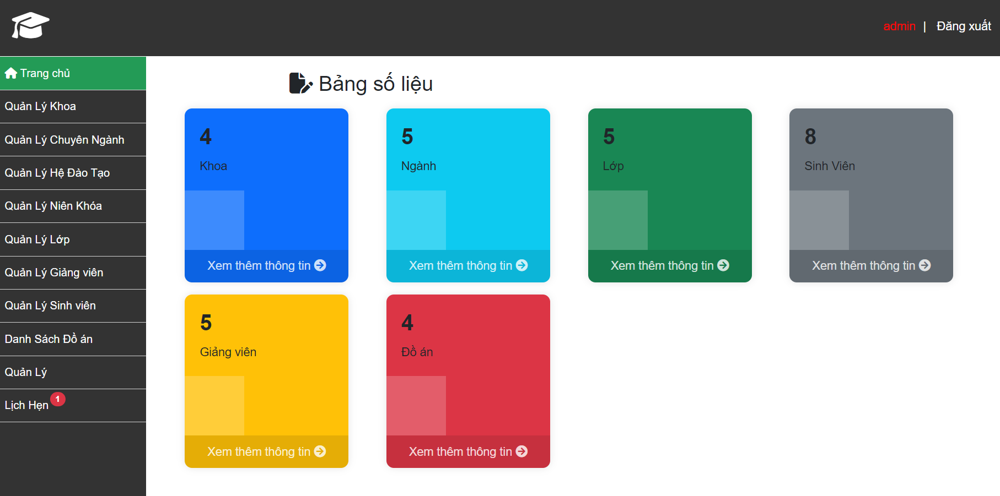 admin | Đăng xuất
Trang chủ
Quản Lý Khoa
Quản Lý Chuyên Ngành
Quản Lý Hệ Đào Tạo
Quản Lý Niên Khóa
Quản Lý Lớp
Quản Lý Giảng viên
Quản Lý Sinh viên
Danh Sách Đồ án
Quản Lý
Lịch Hẹn 1
Bảng số liệu
4
Khoa
Xem thêm thông tin
5
Ngành
Xem thêm thông tin
5
Lớp
Xem thêm thông tin
8
Sinh Viên
Xem thêm thông tin
5
Giảng viên
Xem thêm thông tin
4
Đồ án
Xem thêm thông tin